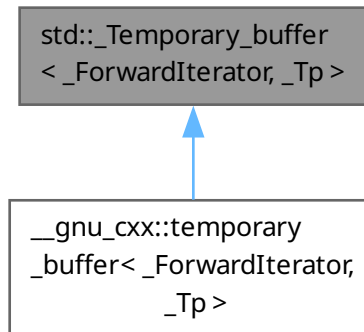 std::_Temporary_buffer
< _ForwardIterator, _Tp >
__gnu_cxx::temporary
_buffer< _ForwardIterator,
_Tp >